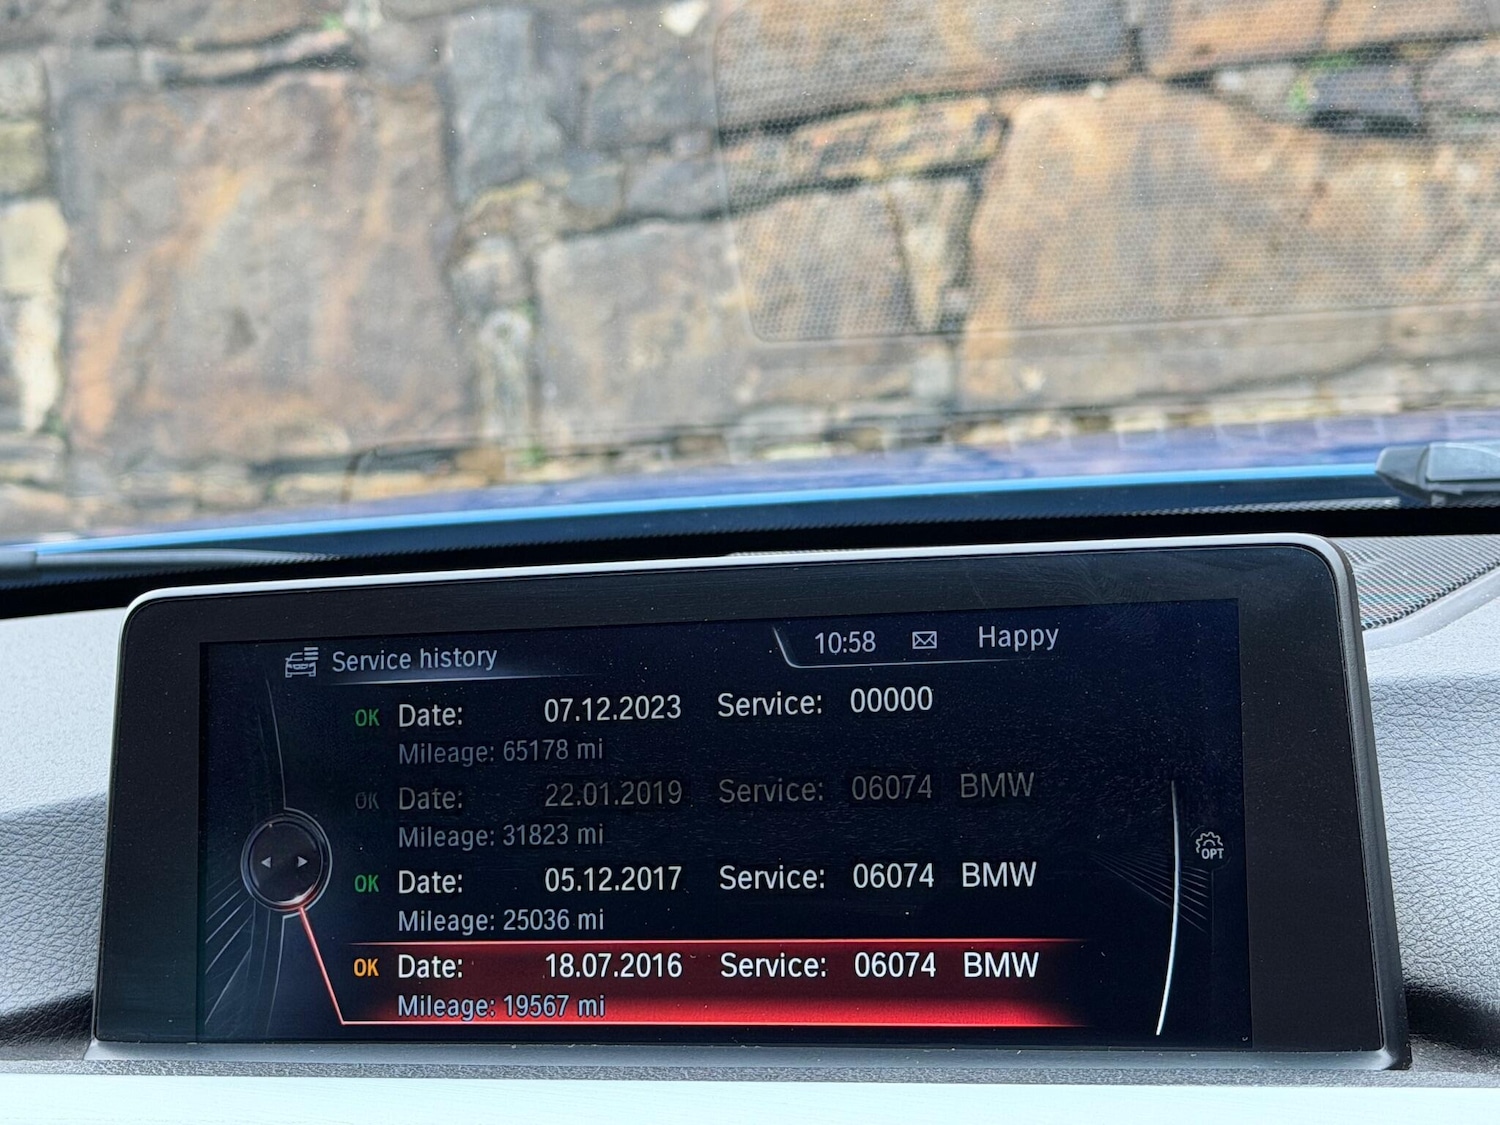 Service history 10:58 Happy
OK Date: 07.12.2023 Service: 00000
Mileage: 65178 mi
OK Date: 22.01.2019 Service: 06074 BMW
Mileage: 31823 mi
OK Date: 05.12.2017 Service: 06074 BMW
Mileage: 25036 mi
OPT
OK Date: 18.07.2016 Service: 06074 BMW
Mileage: 19567 mi